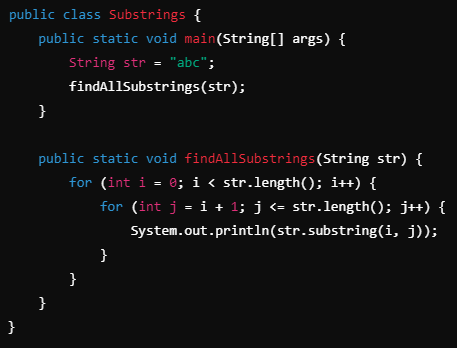 public class Substrings {
    public static void main(String[] args) {
        String str = "abc";
        findAllSubstrings(str);
    }

    public static void findAllSubstrings(String str) {
        for (int i = 0; i < str.length(); i++) {
            for (int j = i + 1; j <= str.length(); j++) {
                System.out.println(str.substring(i, j));
            }
        }
    }
}